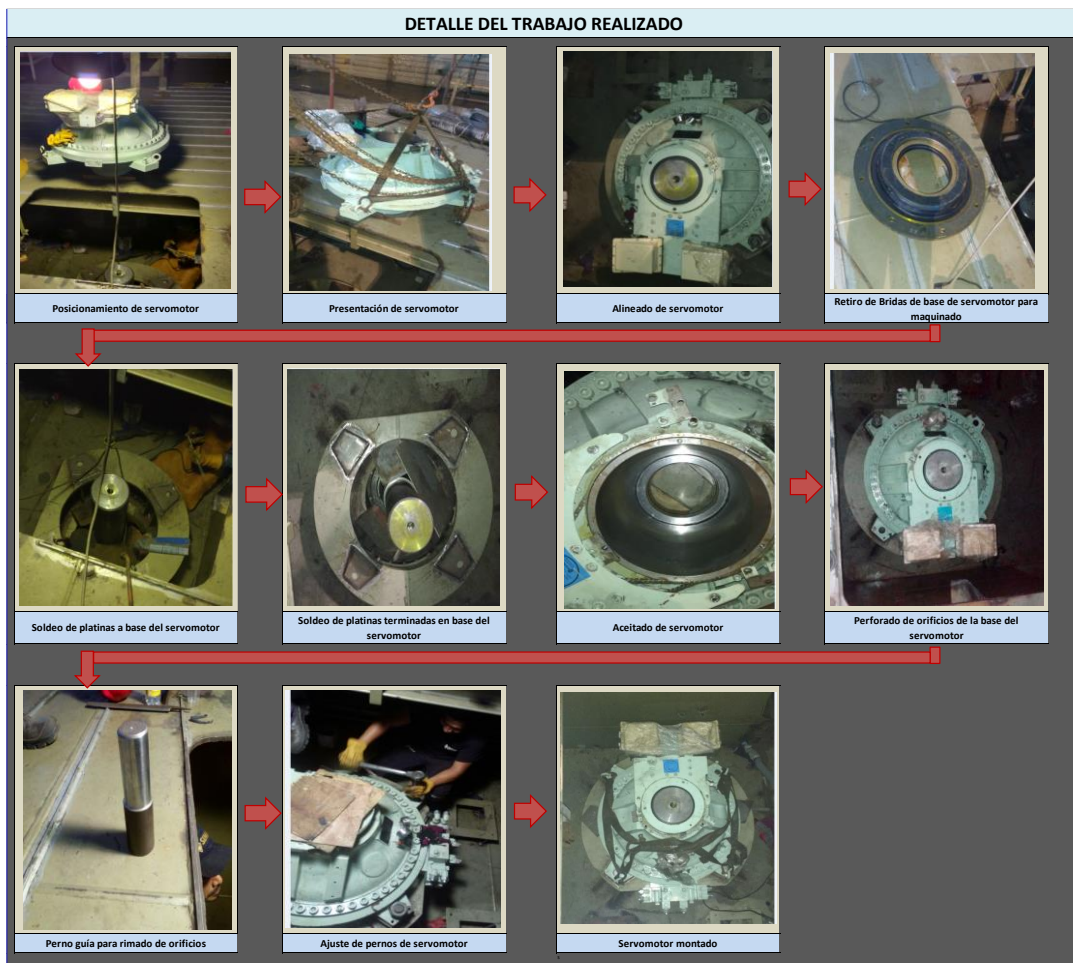 DETALLE DEL TRABAJO REALIZADO
Posicionamiento de servomotor
Presentación de servomotor
Alineado de servomotor
Retiro de Bridas de base de servomotor para
maquinado
Soldeo de platinas a base del servomotor
Soldeo de platinas terminadas en base del
servomotor
Aceitado de servomotor
Perforado de orificios de la base del
servomotor
Perno guía para rimado de orificios
Ajuste de pernos de servomotor
Servomotor montado